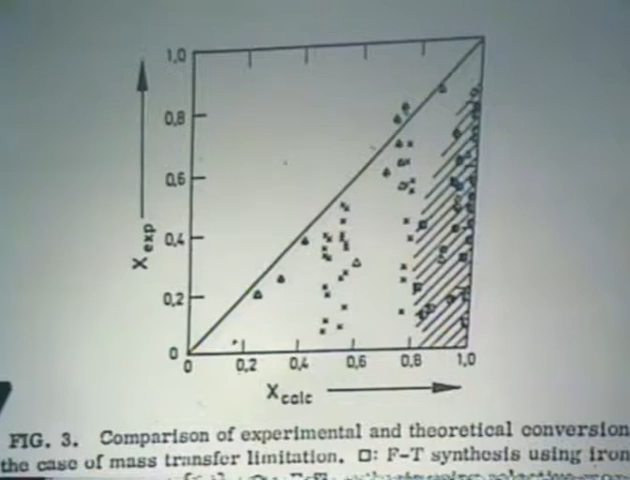 1,0
0,8
0,6
0,4
0,2
0
X exp
0 0,2 0,4 0,6 0,8 1,0
X calc
FIG. 3. Comparison of experimental and theoretical conversion
the case of mass transfer limitation. □: F-T synthesis using iron